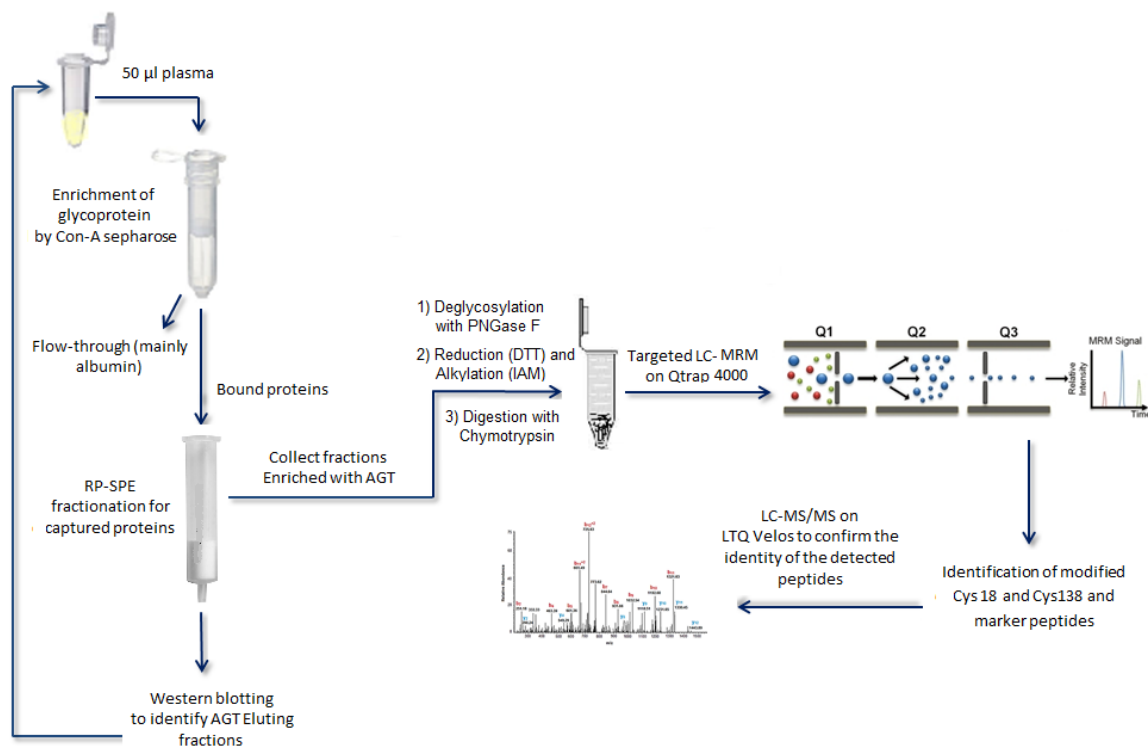 50 µl plasma
Enrichment of
glycoprotein
by Con-A sepharose
Flow-through (mainly
albumin)
Bound proteins
RP-SPE
fractionation for
captured proteins
Collect fractions
Enriched with AGT
Western blotting
to identify AGT Eluting
fractions
1) Deglycosylation
with PNGase F
2) Reduction (DTT) and
Alkylation (IAM)
3) Digestion with
Chymotrypsin
Targeted LC- MRM
on Qtrap 4000
Q1
Q2
Q3
MRM Signal
Relative
Intensity
Time
Identification of modified
Cys 18 and Cys138 and
marker peptides
LC-MS/MS on
LTQ Velos to confirm the
identity of the detected
peptides